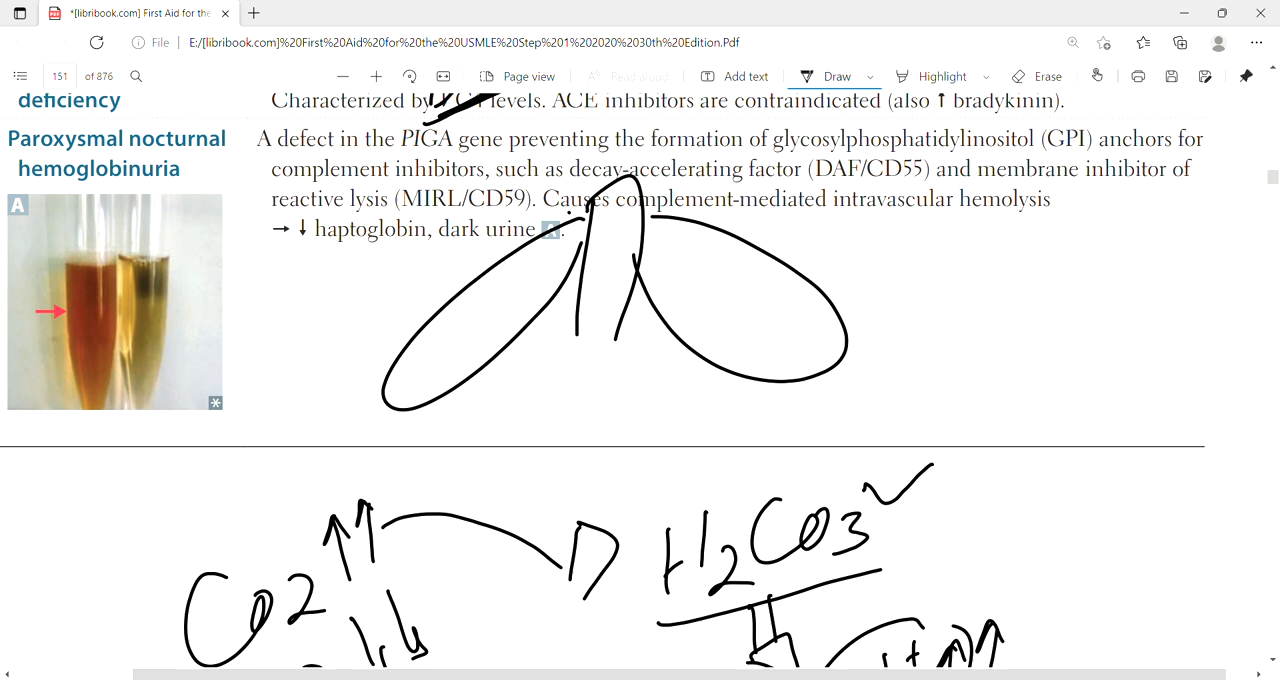 *[libribook.com] First Aid for the
File E:/[libribook.com]%20First%20Aid%20for%20the%20USMLE%20Step%201%202020%2030th%20Edition.Pdf
151 of 876 Page view Read aloud Add text Draw Highlight Erase
deficiency
Characterized by levels. ACE inhibitors are contraindicated (also ↑ bradykinin).
Paroxysmal nocturnal
hemoglobinuria
A defect in the PIGA gene preventing the formation of glycosylphosphatidylinositol (GPI) anchors for
complement inhibitors, such as decay-accelerating factor (DAF/CD55) and membrane inhibitor of
reactive lysis (MIRL/CD59). Causes complement-mediated intravascular hemolysis
→ ↓ haptoglobin, dark urine A.
A
Co2 ↑↑
H2Co3 ✓
H+ ↑↑